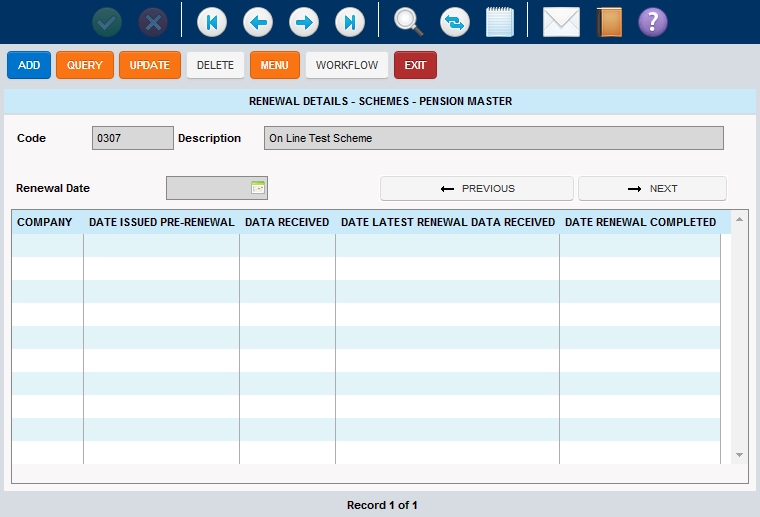 ?
ADD QUERY UPDATE DELETE MENU WORKFLOW EXIT
RENEWAL DETAILS - SCHEMES - PENSION MASTER
Code 0307 Description On Line Test Scheme
Renewal Date PREVIOUS NEXT
COMPANY DATE ISSUED PRE-RENEWAL DATA RECEIVED DATE LATEST RENEWAL DATA RECEIVED DATE RENEWAL COMPLETED
Record 1 of 1